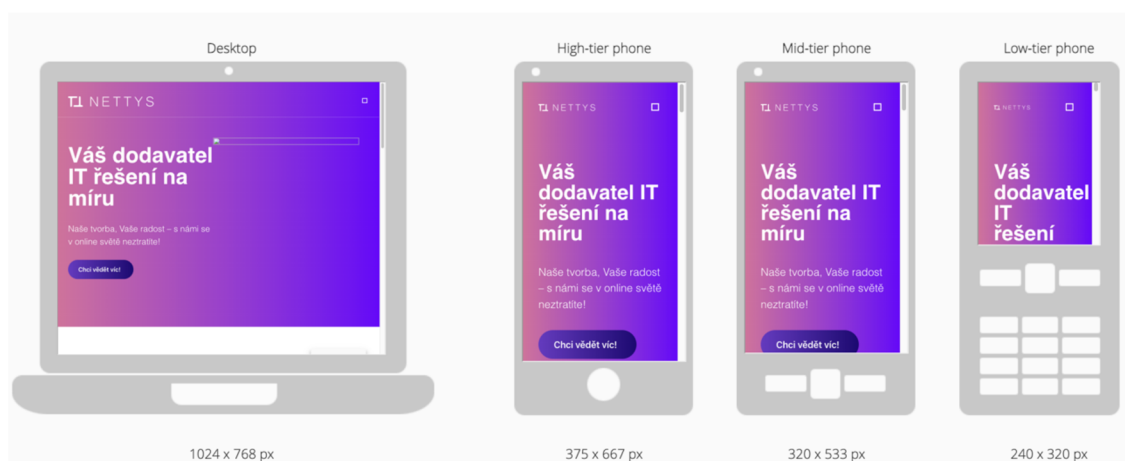 Desktop
High-tier phone
Mid-tier phone
Low-tier phone
NETTYS
Váš dodavatel
IT řešení na
míru
Naše tvorba, Vaše radost – s námi se
v online světě neztratíte!
Chci vědět víc!
NETTYS
Váš
dodavatel IT
řešení na
míru
Naše tvorba, Vaše radost
– s námi se v online světě
neztratíte!
Chci vědět víc!
NETTYS
Váš
dodavatel IT
řešení na
míru
Naše tvorba, Vaše radost
– s námi se v online světě
neztratíte!
Chci vědět víc!
NETTYS
Váš
dodavatel
IT
řešení
1024 x 768 px
375 x 667 px
320 x 533 px
240 x 320 px